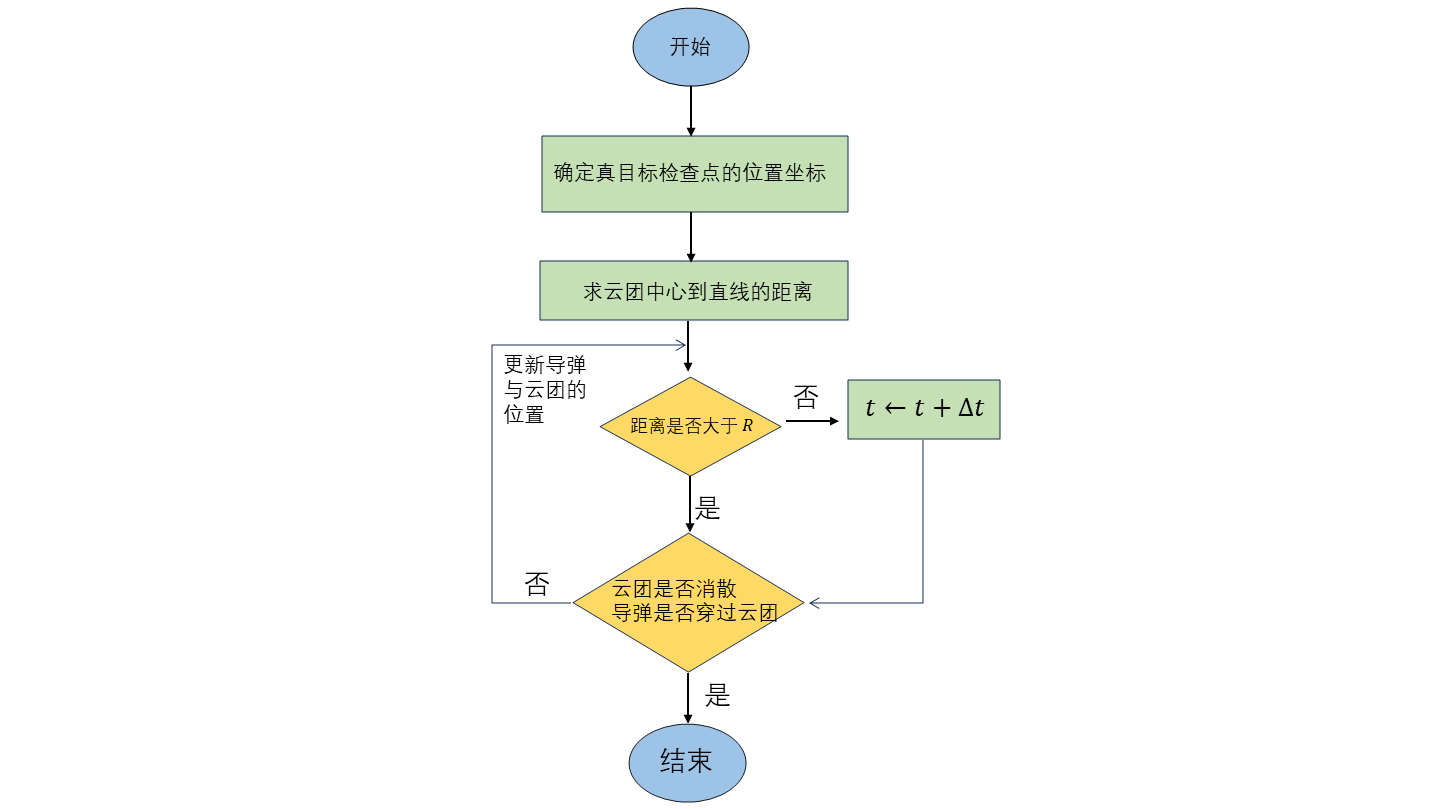 开始
确定真目标检查点的位置坐标
求云团中心到直线的距离
更新导弹
与云团的
位置
距离是否大于 R
否
t ← t + Δt
是
否
云团是否消散
导弹是否穿过云团
是
结束